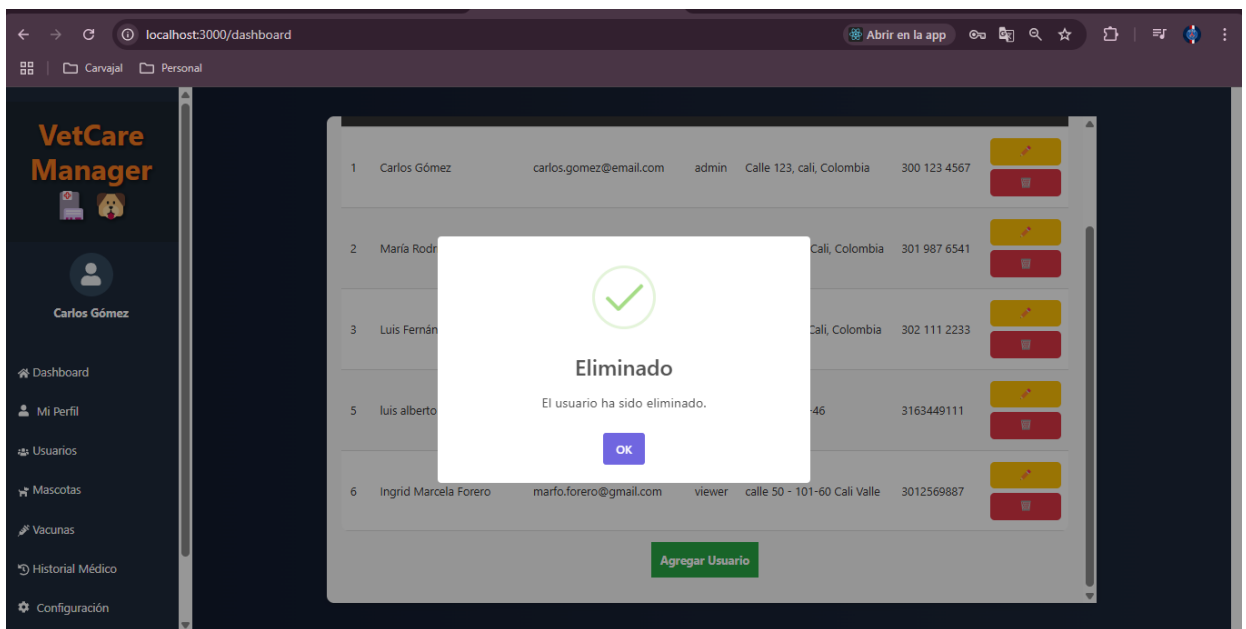 localhost:3000/dashboard
Abrir en la app
Carvajal
Personal
VetCare
Manager
Carlos Gómez
Dashboard
Mi Perfil
Usuarios
Mascotas
Vacunas
Historial Médico
Configuración
1 Carlos Gómez carlos.gomez@email.com admin Calle 123, cali, Colombia 300 123 4567
2 María Rodr Cali, Colombia 301 987 6541
3 Luis Fernán Cali, Colombia 302 111 2233
5 luis alberto -46 3163449111
6 Ingrid Marcela Forero marfo.forero@gmail.com viewer calle 50 - 101-60 Cali Valle 3012569887
Agregar Usuario
Eliminado
El usuario ha sido eliminado.
OK